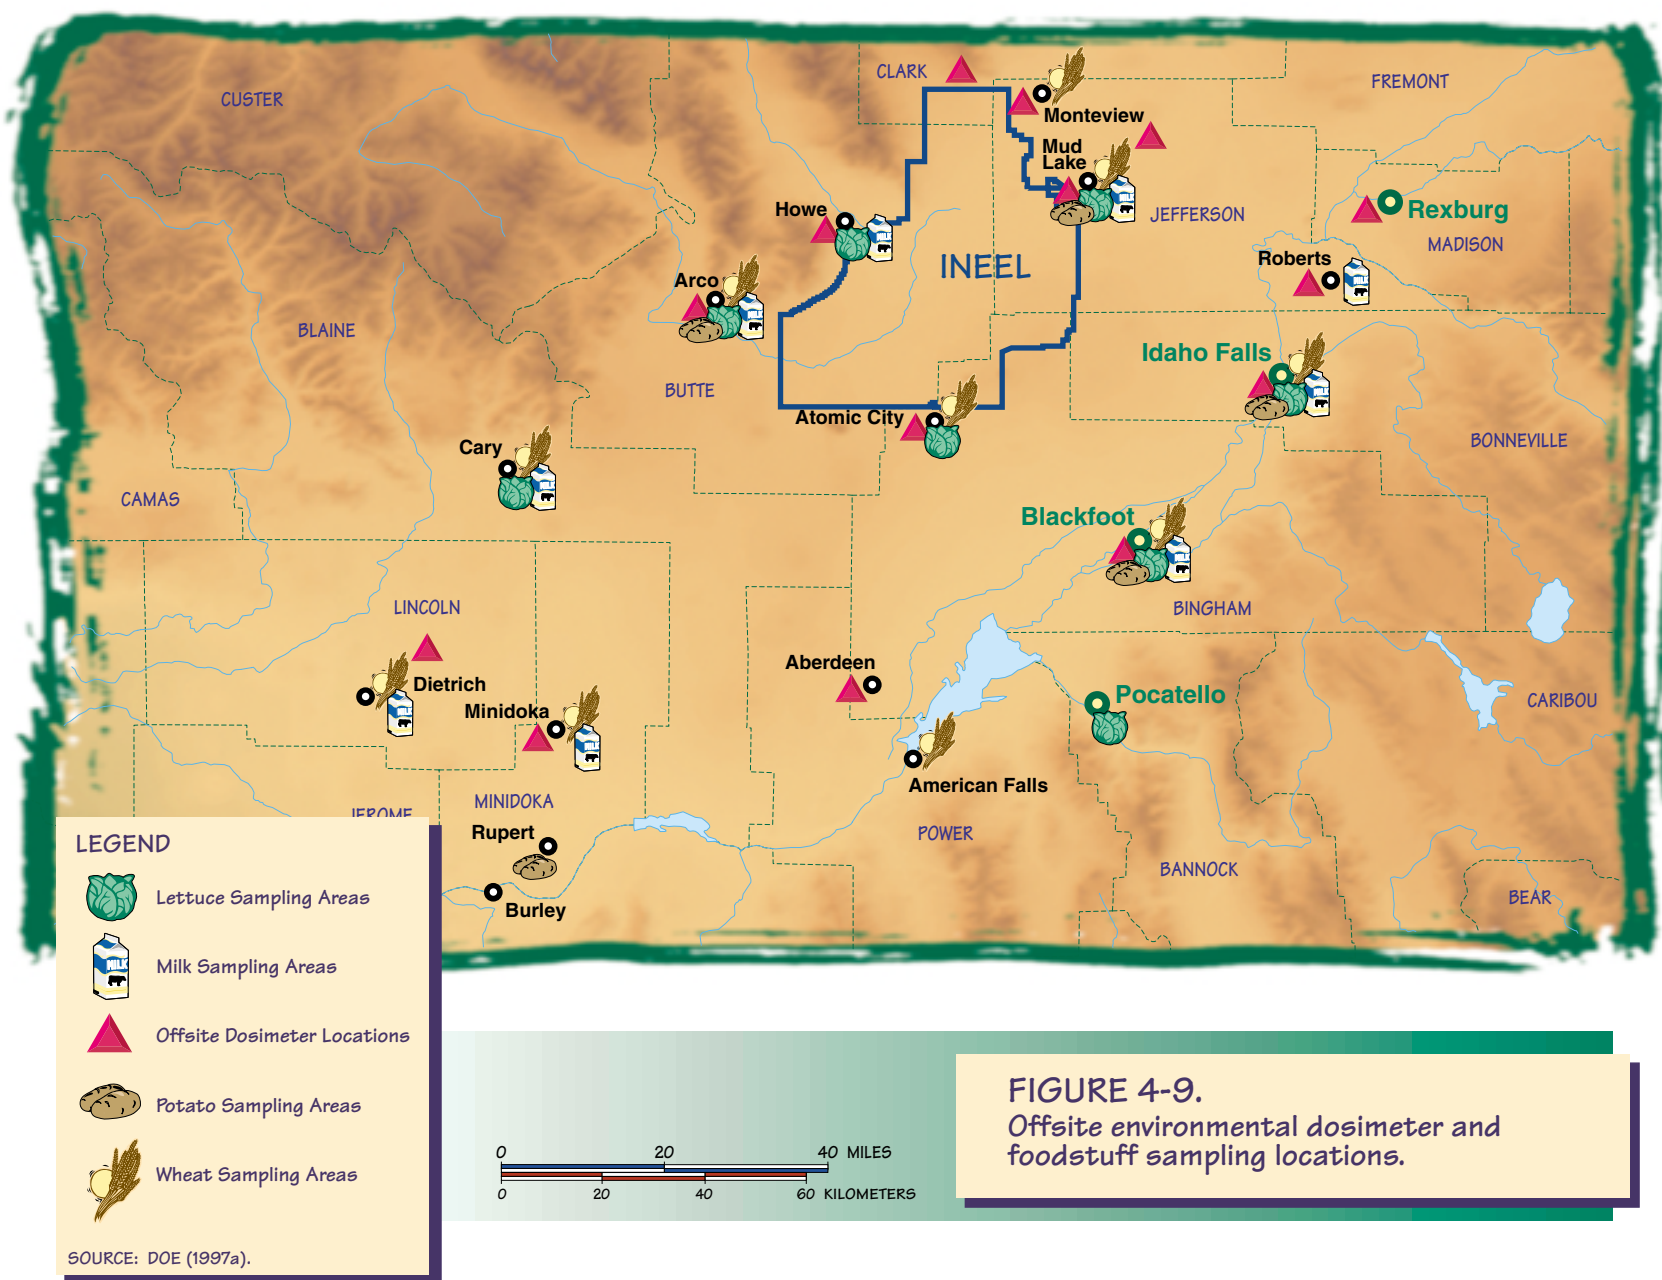 CLARK
FREMONT
CUSTER
Monteview
Mud
Lake
JEFFERSON
Howe
Rexburg
MADISON
INEEL
Roberts
Arco
BLAINE
Idaho Falls
BUTTE
Atomic City
BONNEVILLE
Cary
CAMAS
Blackfoot
LINCOLN
BINGHAM
Aberdeen
Dietrich
Pocatello
CARIBOU
Minidoka
American Falls
MINIDOKA
JEROME
Rupert
POWER
BANNOCK
BEAR
Burley
LEGEND
Lettuce Sampling Areas
MILK
Milk Sampling Areas
Offsite Dosimeter Locations
Potato Sampling Areas
Wheat Sampling Areas
SOURCE: DOE (1997a).
0 20 40 MILES
0 20 40 60 KILOMETERS
FIGURE 4-9.
Offsite environmental dosimeter and
foodstuff sampling locations.